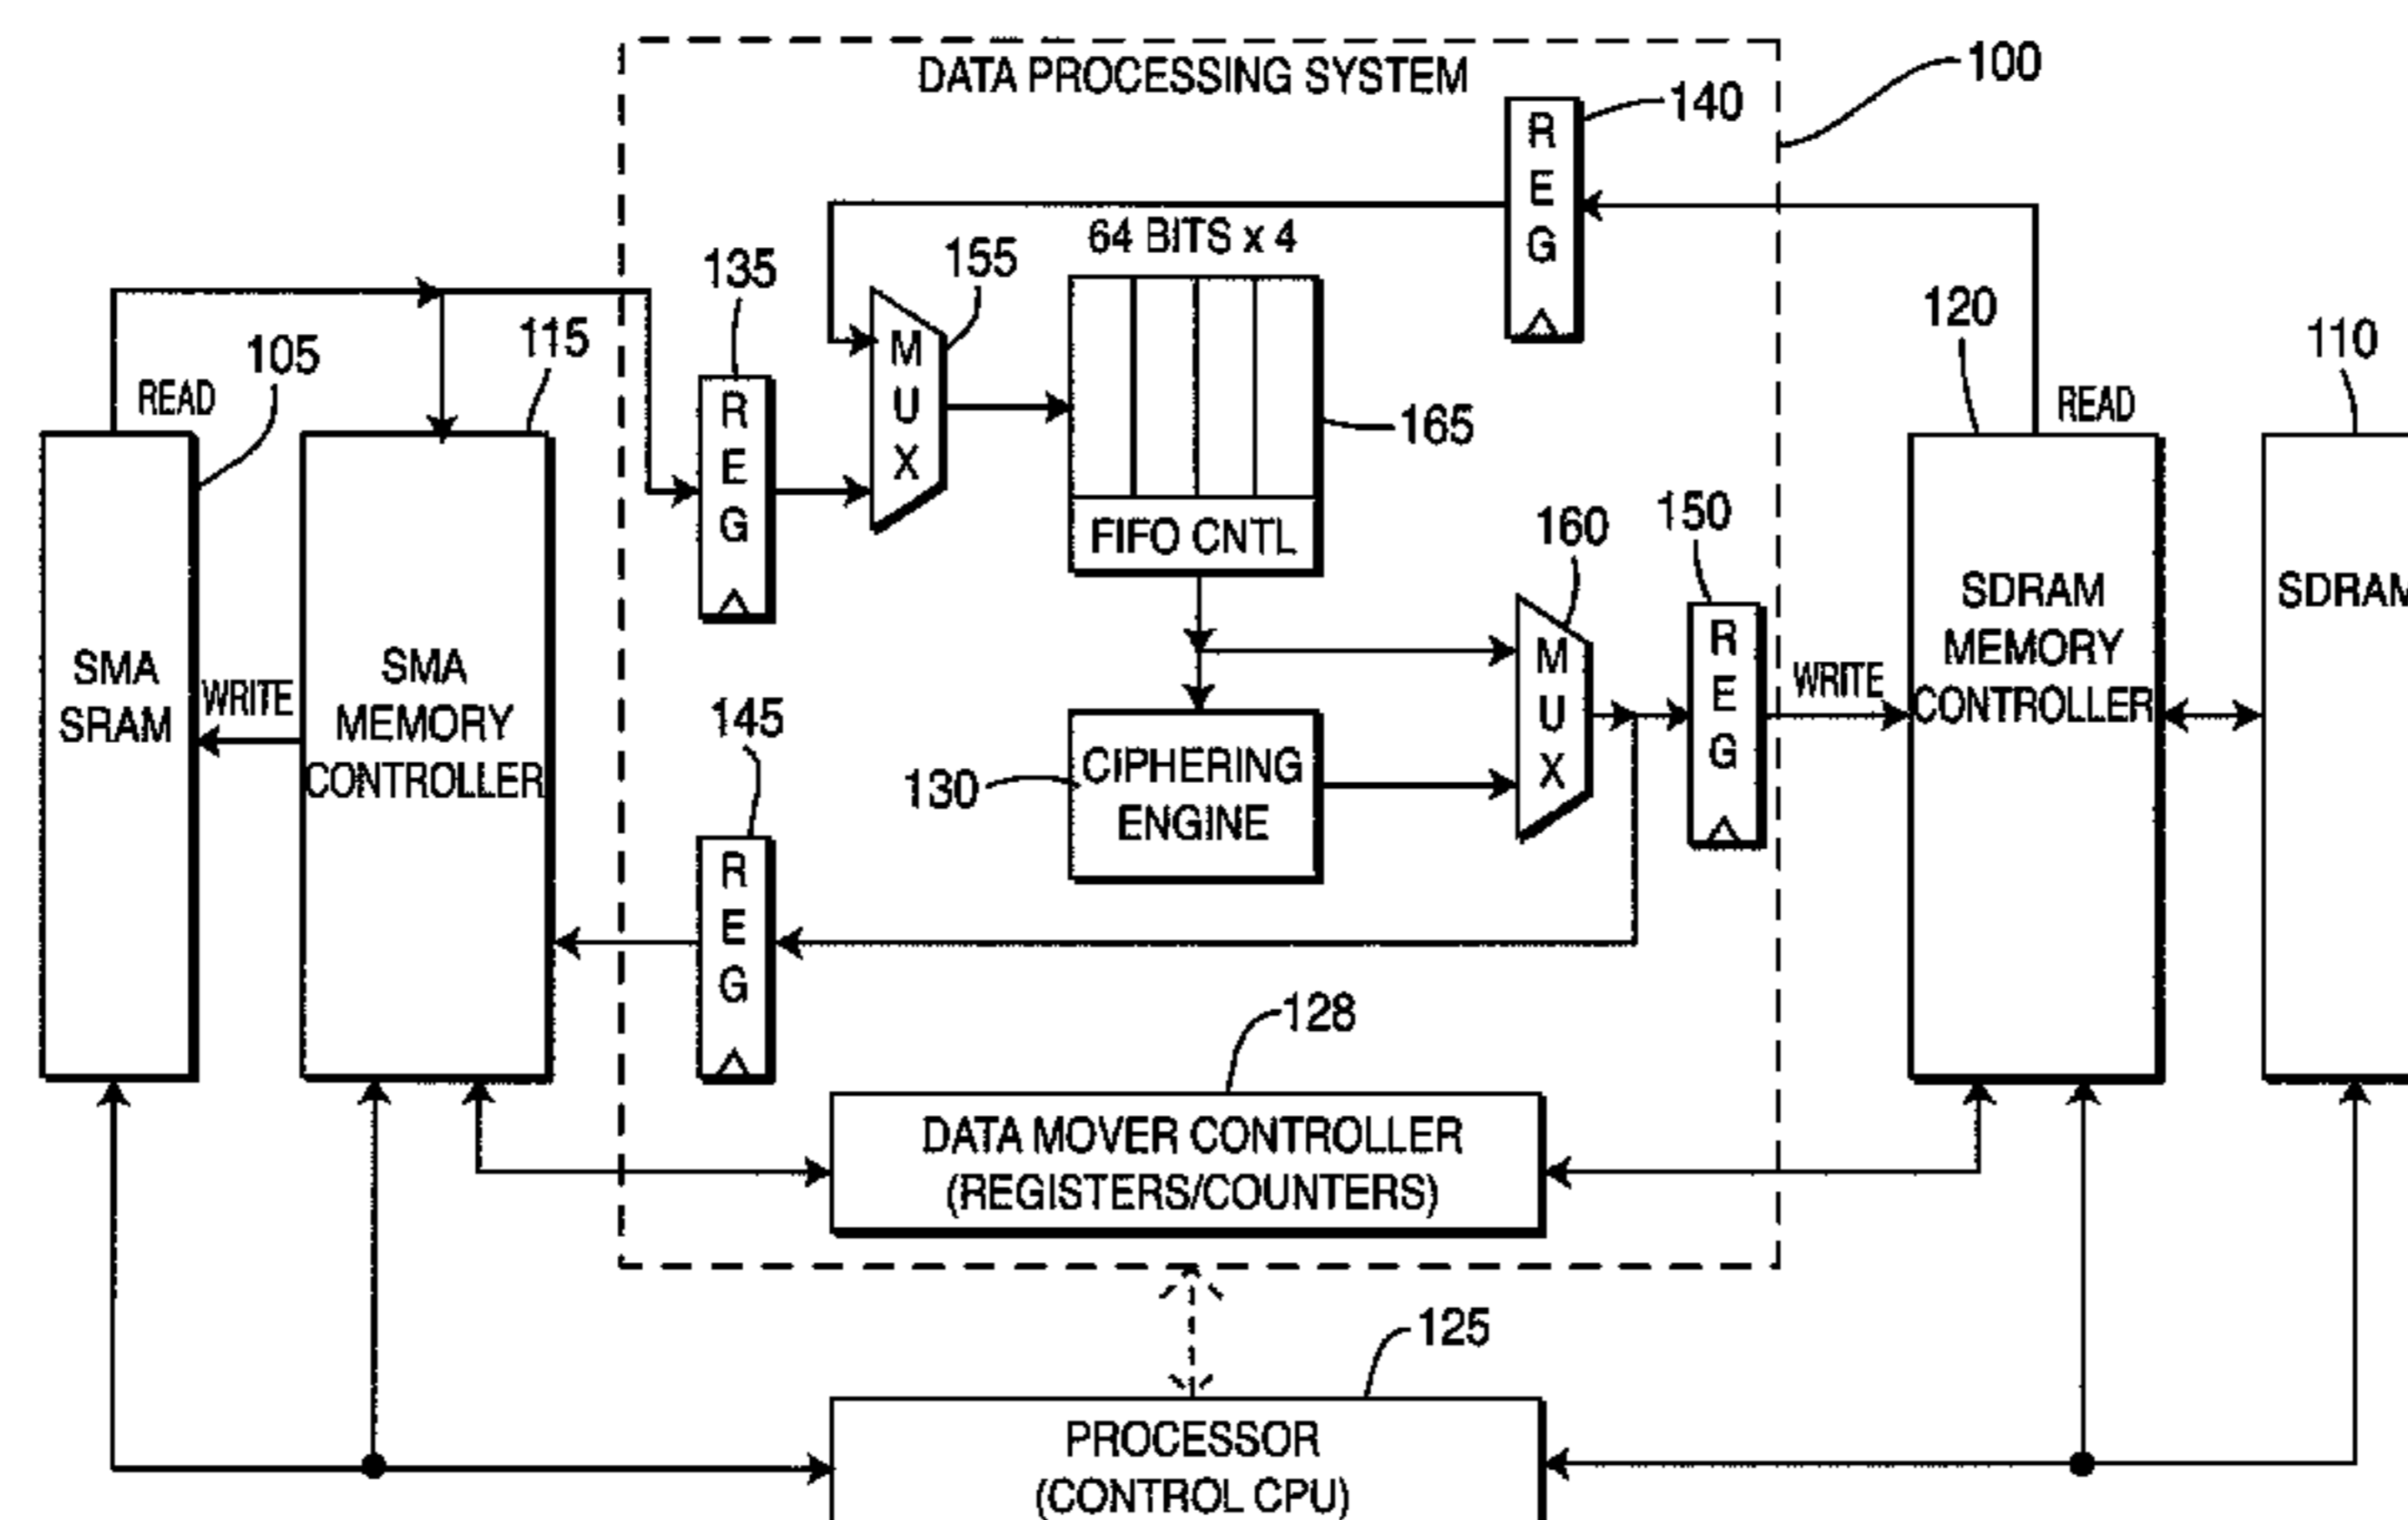 DATA PROCESSING SYSTEM
100
140
R
E
G
64 BITS x 4
135
155
115
105
READ
120
110
READ
M
U
X
R
E
G
165
FIFO CNTL
160
150
SMA
SRAM
WRITE
SMA
MEMORY
CONTROLLER
145
130
CIPHERING
ENGINE
M
U
X
R
E
G
WRITE
SDRAM
MEMORY
CONTROLLER
SDRAM
R
E
G
128
DATA MOVER CONTROLLER
(REGISTERS/COUNTERS)
125
PROCESSOR
(CONTROL CPU)